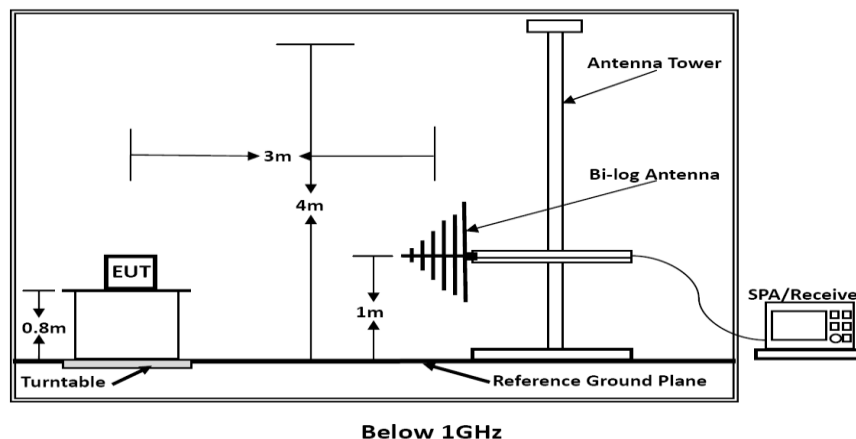 Antenna Tower
3m
Bi-log Antenna
4m
EUT
0.8m
1m
SPA/Receive
Turntable
Reference Ground Plane
Below 1GHz